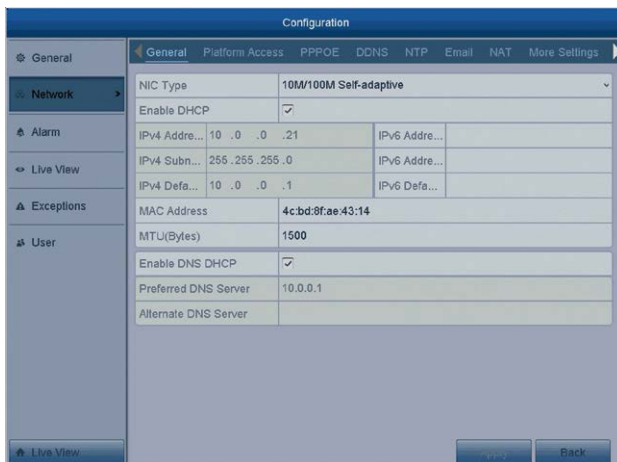 Configuration
General
Network
Alarm
Live View
Exceptions
User
Live View
General Platform Access PPPOE DDNS NTP Email NAT More Settings
NIC Type 10M/100M Self-adaptive
Enable DHCP
IPv4 Addre... 10 .0 .0 .21 IPv6 Addre...
IPv4 Subn... 255.255.255.0 IPv6 Addre...
IPv4 Defa... 10 .0 .0 .1 IPv6 Defa...
MAC Address 4c:bd:8f:ae:43:14
MTU(Bytes) 1500
Enable DNS DHCP
Preferred DNS Server 10.0.0.1
Alternate DNS Server
Apply Back